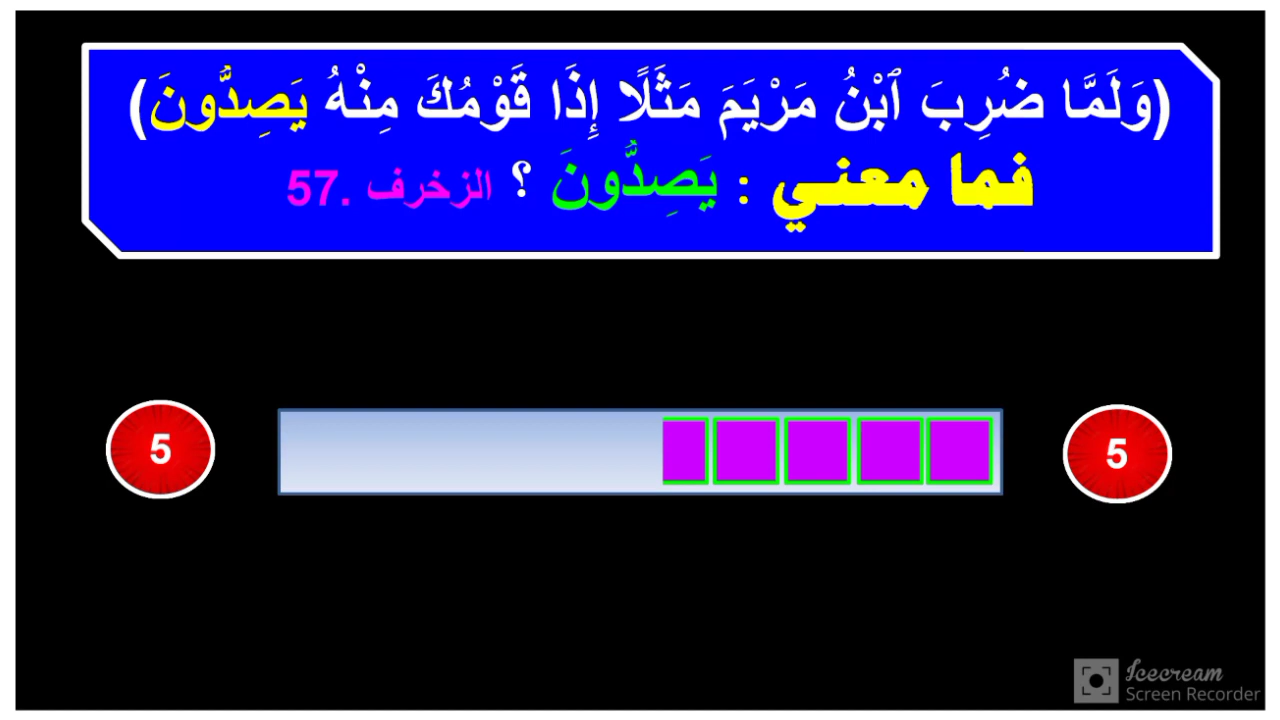 (وَلَمَّا ضُرِبَ ٱبْنُ مَرْيَمَ مَثَلًا إِذَا قَوْمُكَ مِنْهُ يَصِدُّونَ)
فما معني : يَصِدُّونَ ؟ الزخرف .57
5
5
Icecream
Screen Recorder